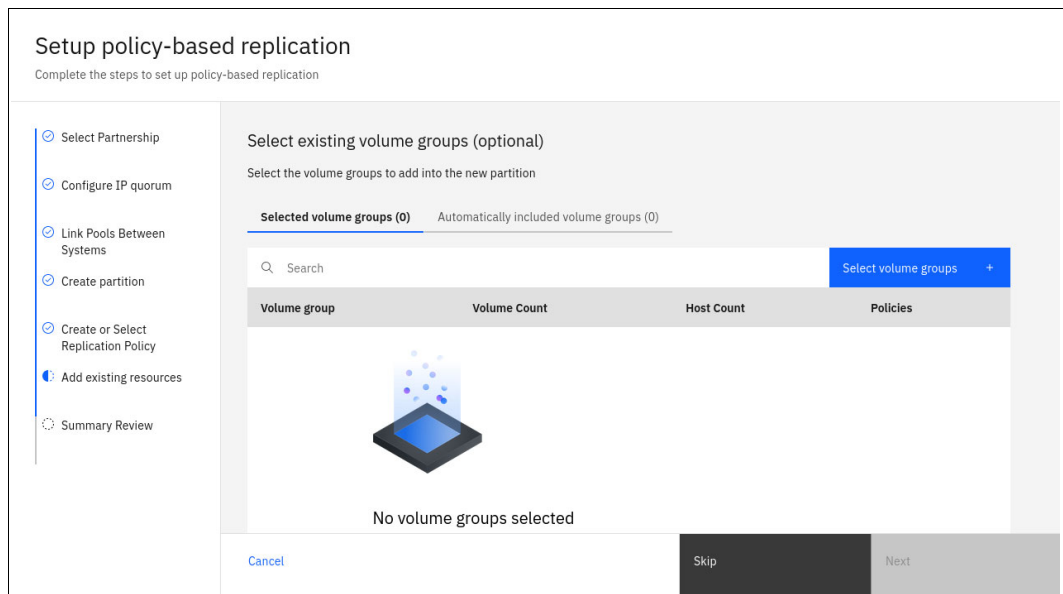 Setup policy-based replication
Complete the steps to set up policy-based replication
Select Partnership
Configure IP quorum
Link Pools Between
Systems
Create partition
Create or Select
Replication Policy
Add existing resources
Summary Review
Select existing volume groups (optional)
Select the volume groups to add into the new partition
Selected volume groups (0) Automatically included volume groups (0)
Search Select volume groups +
Volume group Volume Count Host Count Policies
No volume groups selected
Cancel Skip Next